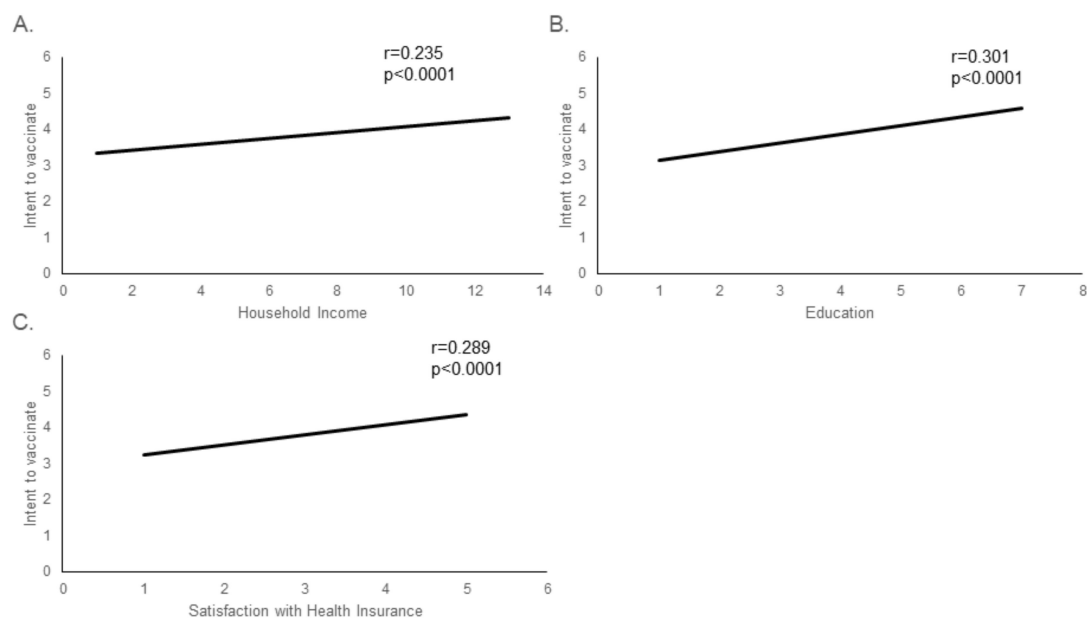 A.
r=0.235
p<0.0001
6
5
4
3
2
1
0
Intent to vaccinate
0 2 4 6 8 10 12 14
Household Income
B.
r=0.301
p<0.0001
6
5
4
3
2
1
0
Intent to vaccinate
0 1 2 3 4 5 6 7 8
Education
C.
r=0.289
p<0.0001
6
5
4
3
2
1
0
Intent to vaccinate
0 1 2 3 4 5 6
Satisfaction with Health Insurance